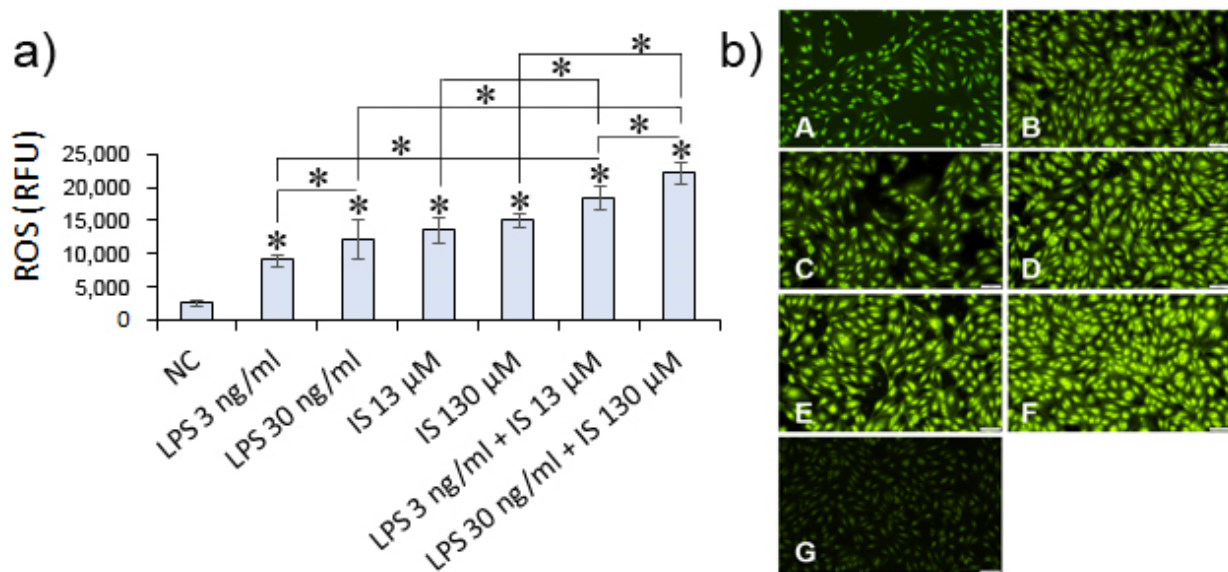 a)
ROS (RFU)
25,000
20,000
15,000
10,000
5,000
0
*
*
*
*
*
*
*
*
*
*
*
*
NC
LPS 3 ng/ml
LPS 30 ng/ml
IS 13 µM
IS 130 µM
LPS 3 ng/ml + IS 13 µM
LPS 30 ng/ml + IS 130 µM
b)
A
B
C
D
E
F
G